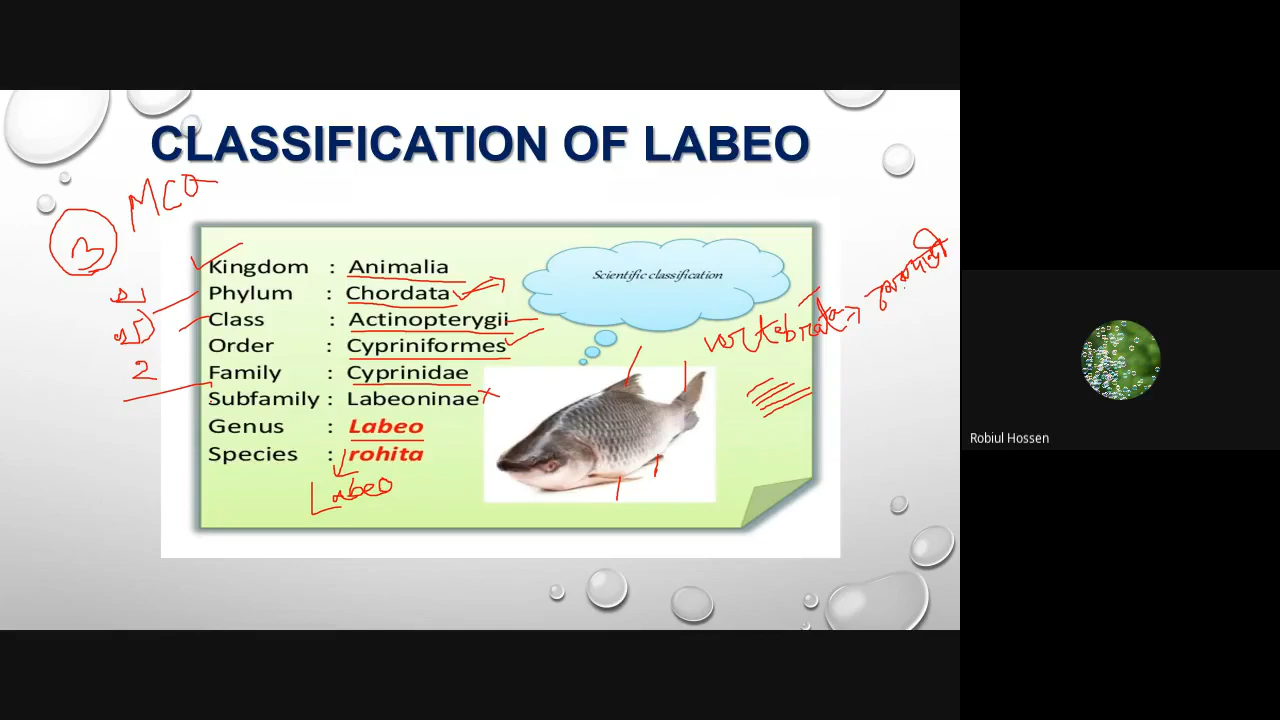 CLASSIFICATION OF LABEO
MCQ
Kingdom : Animalia
Phylum : Chordata
Class : Actinopterygii
Order : Cypriniformes
Family : Cyprinidae
Subfamily : Labeoninae
Genus : Labeo
Species : rohita
Labeo
Scientific classification
vertebrata
Robiul Hossen